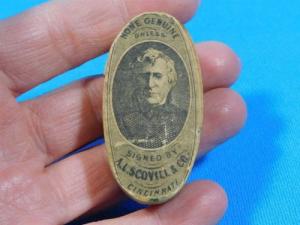 NONE GENUINE
UNLESS
SIGNED BY
A.L. SCOVILL & CO.
CINCINNATI